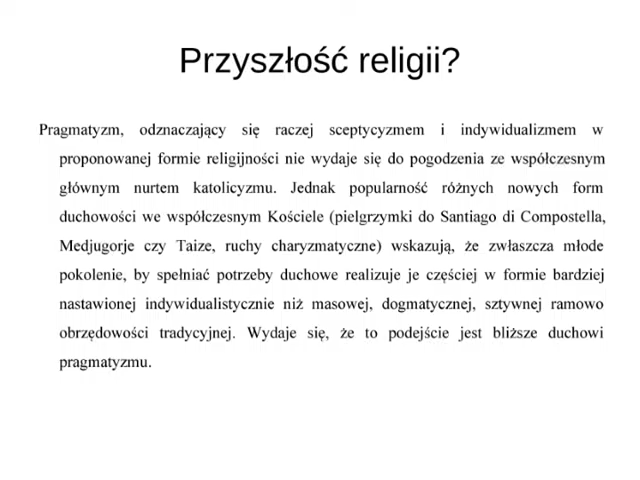 Przyszłość religii?
Pragmatyzm, odznaczający się raczej sceptycyzmem i indywidualizmem w
proponowanej formie religijności nie wydaje się do pogodzenia ze współczesnym
głównym nurtem katolicyzmu. Jednak popularność różnych nowych form
duchowości we współczesnym Kościele (pielgrzymki do Santiago di Compostella,
Medjugorje czy Taize, ruchy charyzmatyczne) wskazują, że zwłaszcza młode
pokolenie, by spełniać potrzeby duchowe realizuje je częściej w formie bardziej
nastawionej indywidualistycznie niż masowej, dogmatycznej, sztywnej ramowo
obrzędowości tradycyjnej. Wydaje się, że to podejście jest bliższe duchowi
pragmatyzmu.